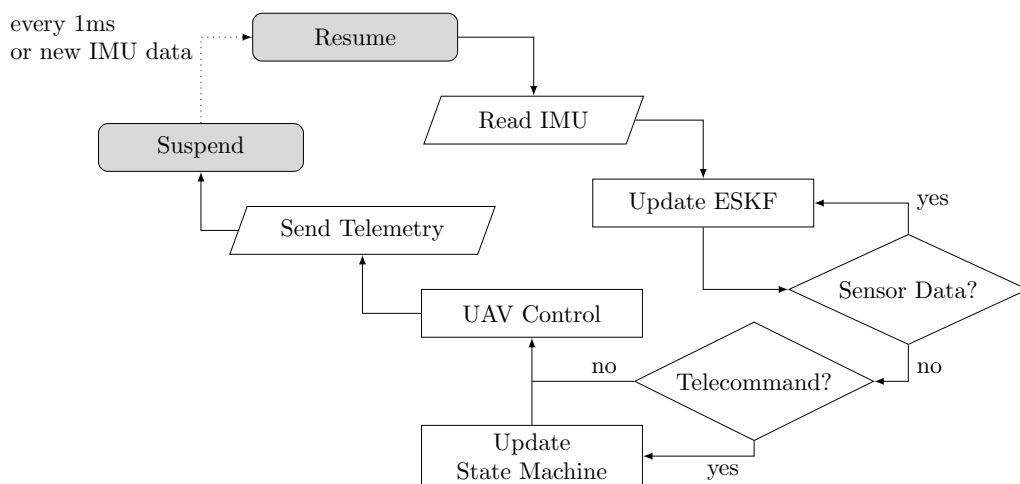 every 1ms
or new IMU data
Resume
Read IMU
Suspend
Update ESKF
yes
Send Telemetry
Sensor Data?
UAV Control
no
no
Telecommand?
Update
State Machine
yes